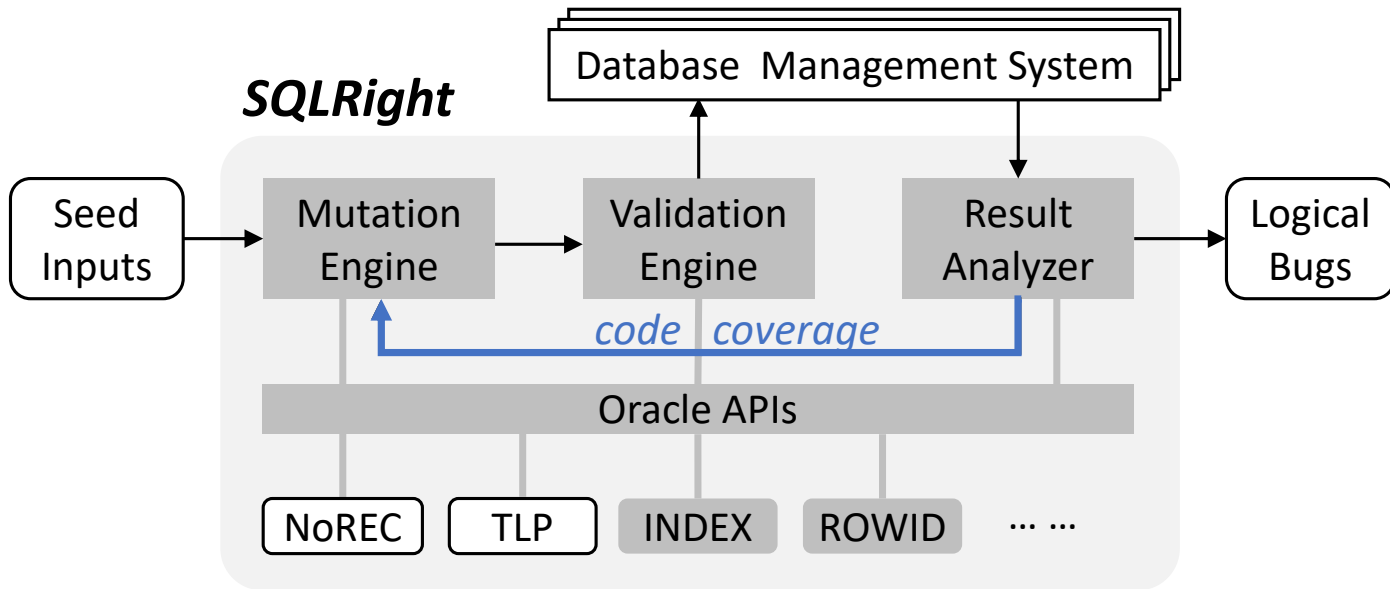 Database Management System
SQLRight
Seed
Inputs
Mutation
Engine
Validation
Engine
Result
Analyzer
Logical
Bugs
code coverage
Oracle APIs
NoREC
TLP
INDEX
ROWID
... ...